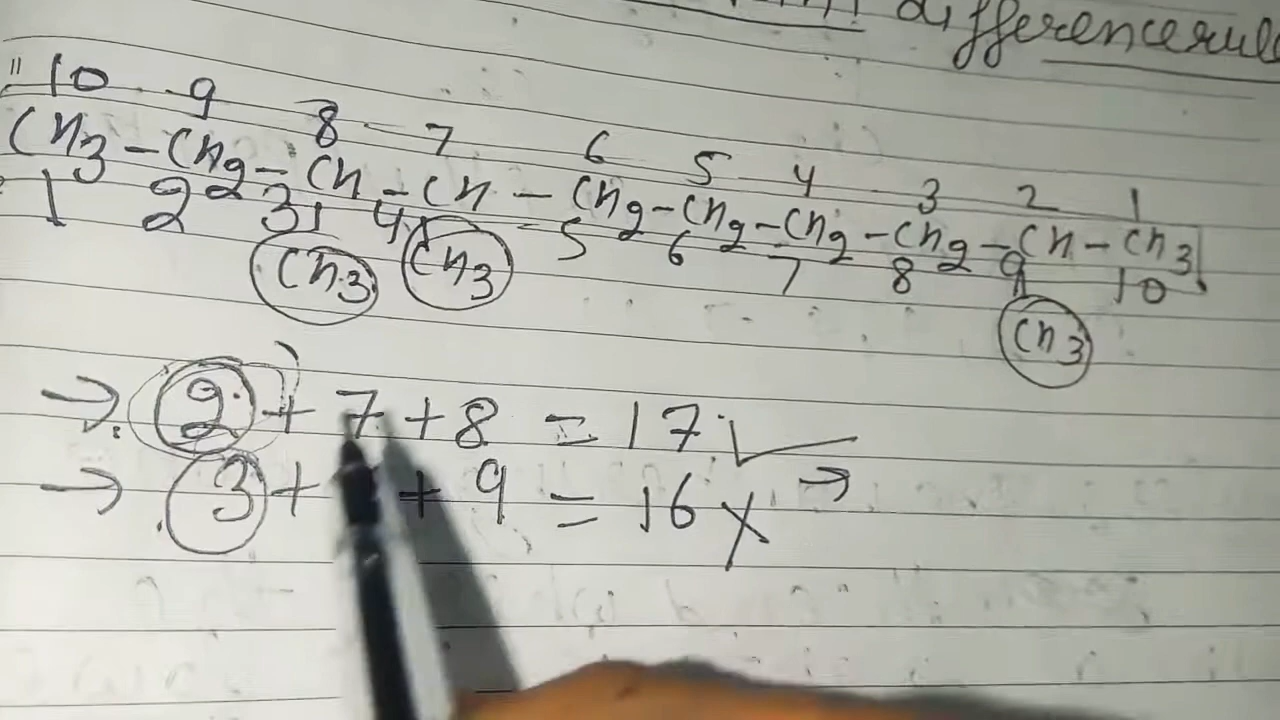 differencerule
10 9 8 7 6 5 4 3 2 1
CH3-CH2-CH-CH-CH2-CH2-CH2-CH2-CH-CH3
1 2 3 4 5 6 7 8 9 10
CH3 CH3 CH3
→ 2+7+8=17 ✓
→ 3+ + 9 = 16 X →